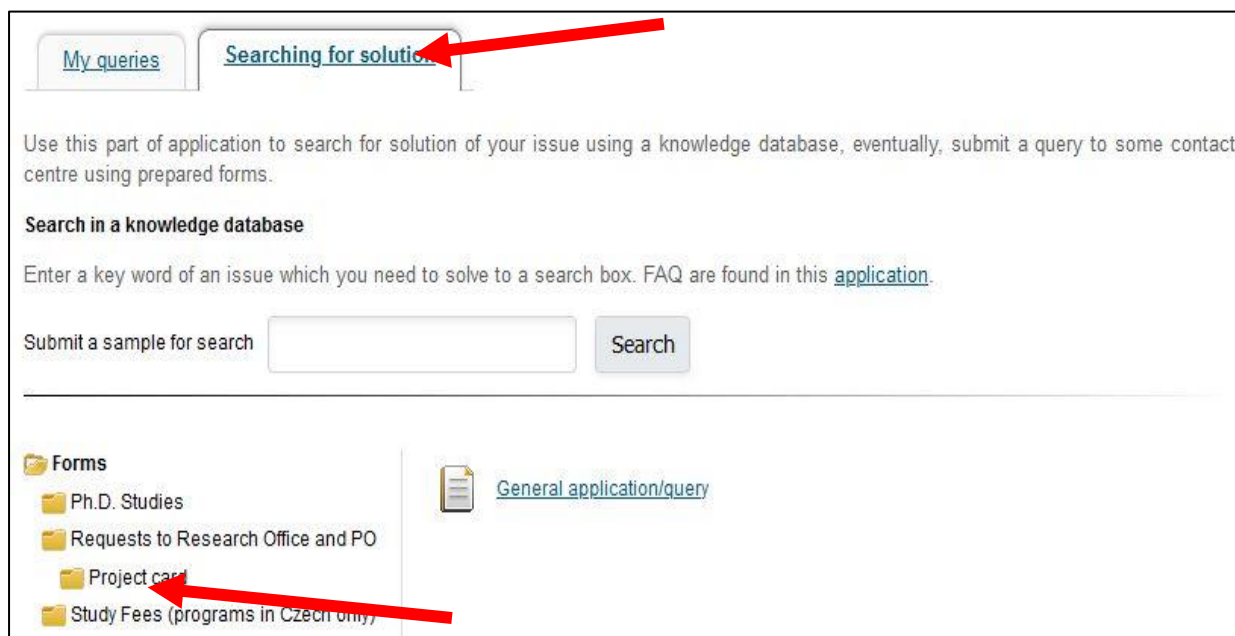 My queries
Searching for solution
Use this part of application to search for solution of your issue using a knowledge database, eventually, submit a query to some contact
centre using prepared forms.
Search in a knowledge database
Enter a key word of an issue which you need to solve to a search box. FAQ are found in this application.
Submit a sample for search
Search
Forms
Ph.D. Studies
General application/query
Requests to Research Office and PO
Project card
Study Fees (programs in Czech only)